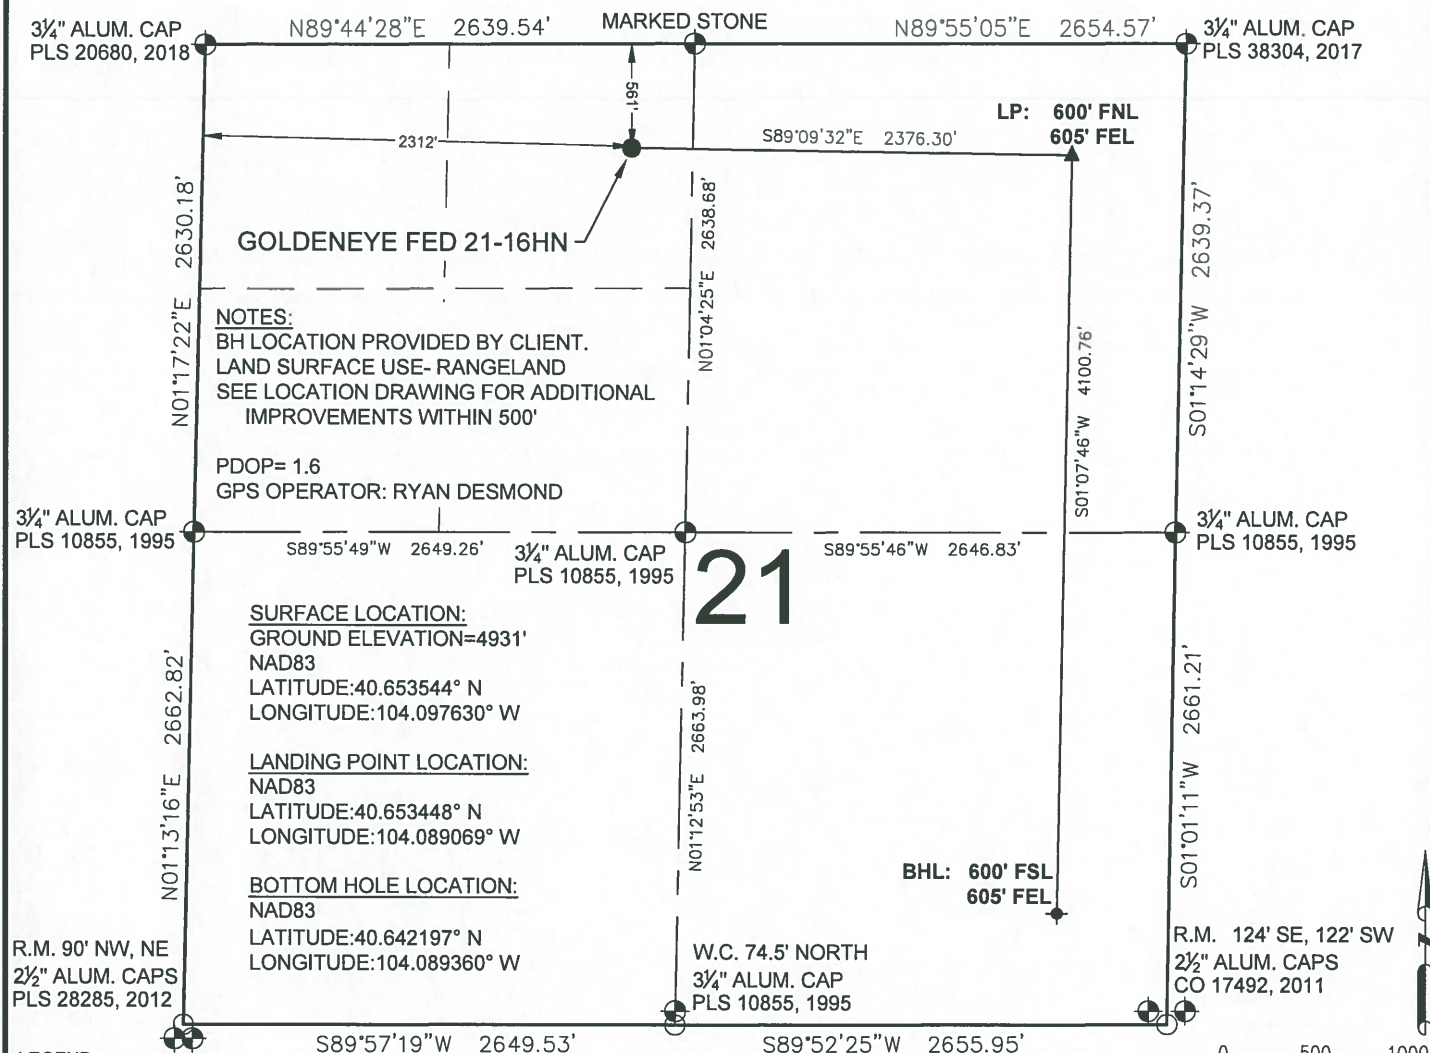 3¼" ALUM. CAP
PLS 20680, 2018
N89°44'28"E 2639.54'
MARKED STONE
N89°55'05"E 2654.57'
3¼" ALUM. CAP
PLS 38304, 2017
561'
LP: 600' FNL
605' FEL
2312'
S89°09'32"E 2376.30'
N01°17'22"E 2630.18'
GOLDENEYE FED 21-16HN
N01°04'25"E 2638.68'
S01°14'29"W 2639.37'
NOTES:
BH LOCATION PROVIDED BY CLIENT.
LAND SURFACE USE- RANGELAND
SEE LOCATION DRAWING FOR ADDITIONAL
IMPROVEMENTS WITHIN 500'
PDOP= 1.6
GPS OPERATOR: RYAN DESMOND
S01°07'46"W 4100.76'
3¼" ALUM. CAP
PLS 10855, 1995
S89°55'49"W 2649.26'
3¼" ALUM. CAP
PLS 10855, 1995
S89°55'46"W 2646.83'
3¼" ALUM. CAP
PLS 10855, 1995
21
SURFACE LOCATION:
GROUND ELEVATION=4931'
NAD83
LATITUDE:40.653544° N
LONGITUDE:104.097630° W
LANDING POINT LOCATION:
NAD83
LATITUDE:40.653448° N
LONGITUDE:104.089069° W
BOTTOM HOLE LOCATION:
NAD83
LATITUDE:40.642197° N
LONGITUDE:104.089360° W
N01°13'16"E 2662.82'
N01°12'53"E 2663.98'
S01°01'11"W 2661.21'
BHL: 600' FSL
605' FEL
R.M. 90' NW, NE
2½" ALUM. CAPS
PLS 28285, 2012
W.C. 74.5' NORTH
3¼" ALUM. CAP
PLS 10855, 1995
R.M. 124' SE, 122' SW
2½" ALUM. CAPS
CO 17492, 2011
S89°57'19"W 2649.53'
S89°52'25"W 2655.95'
0 500 1000